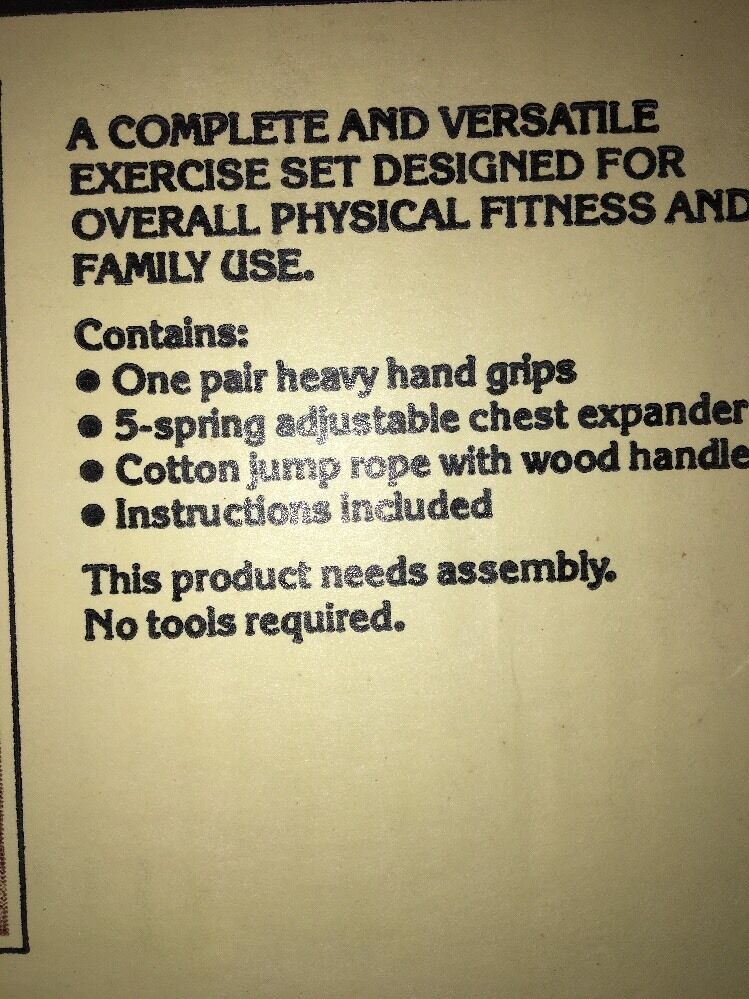 A COMPLETE AND VERSATILE
EXERCISE SET DESIGNED FOR
OVERALL PHYSICAL FITNESS AND
FAMILY USE.
Contains:
● One pair heavy hand grips
● 5-spring adjustable chest expander
● Cotton jump rope with wood handle
● Instructions included
This product needs assembly.
No tools required.